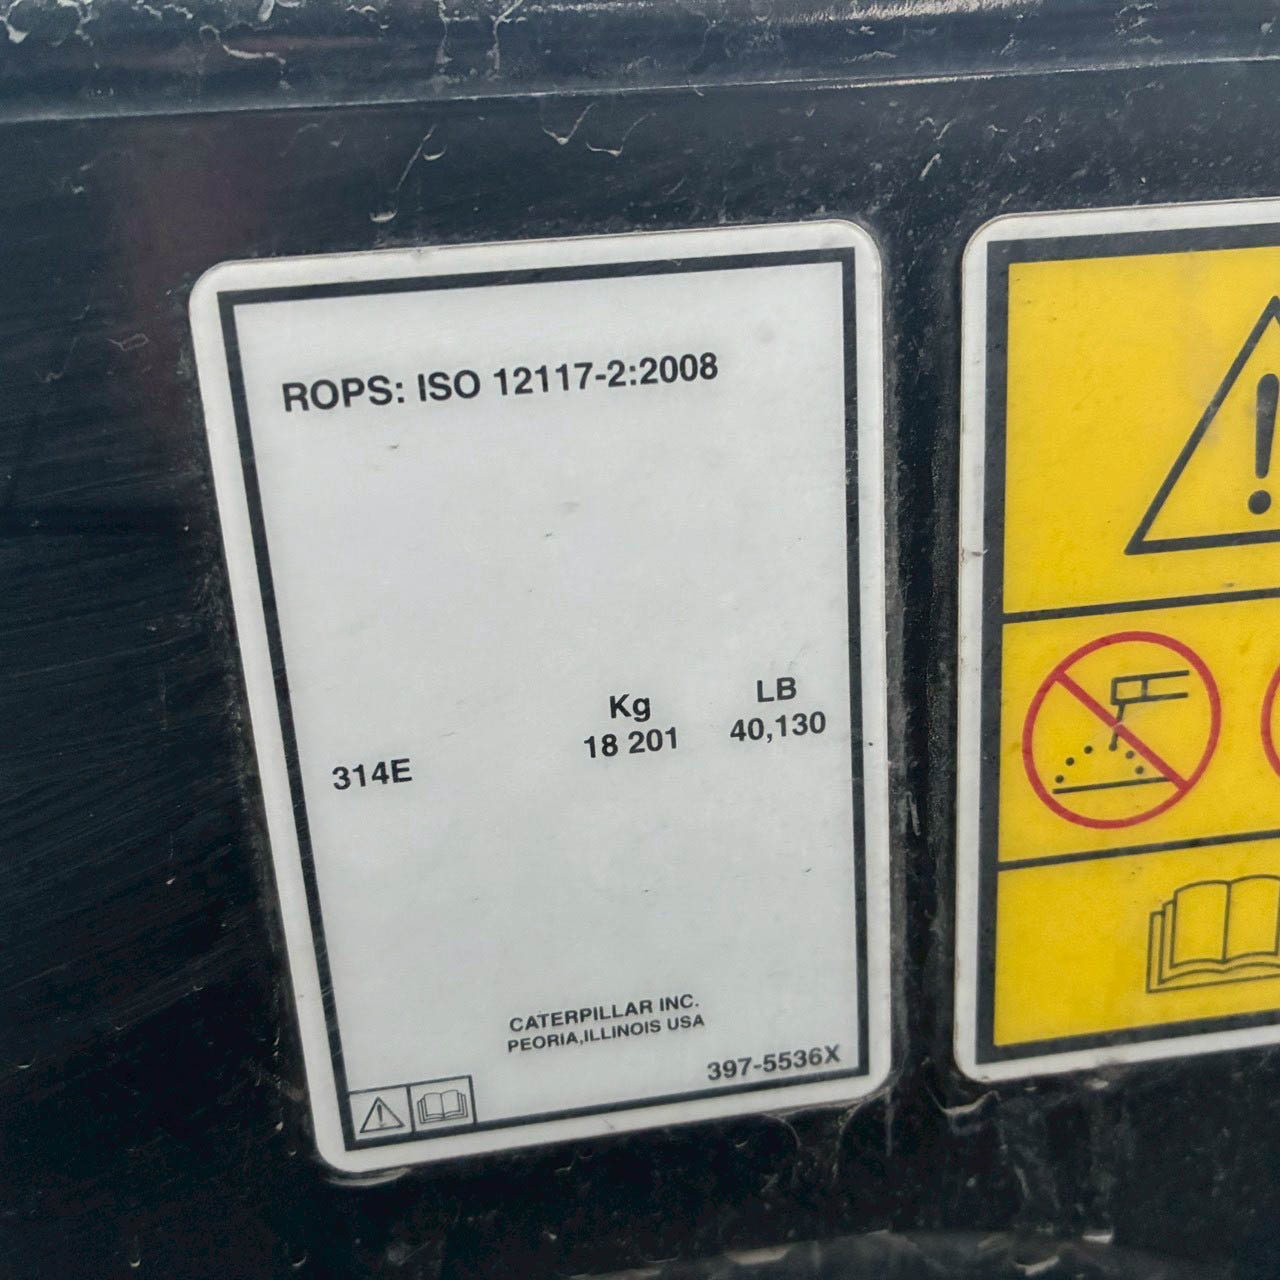 ROPS: ISO 12117-2:2008
Kg LB
314E 18 201 40,130
CATERPILLAR INC.
PEORIA,ILLINOIS USA
397-5536X